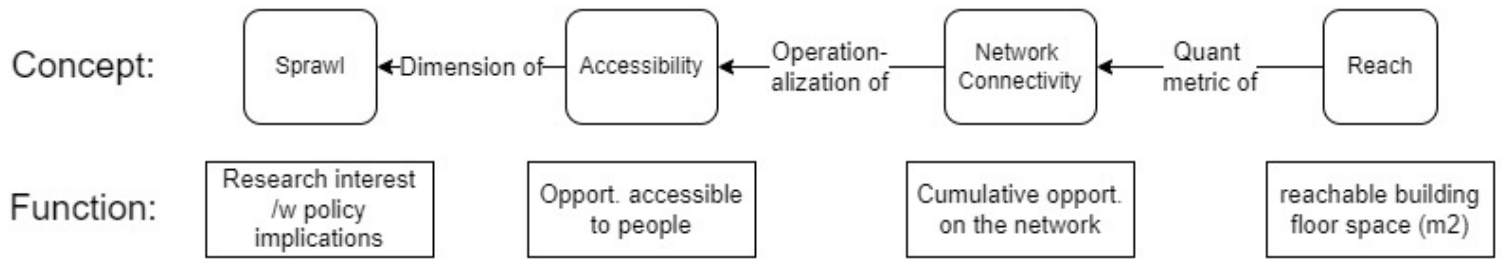 Concept:
Sprawl
Dimension of
Accessibility
Operation-
alization of
Network
Connectivity
Quant
metric of
Reach
Function:
Research interest
/w policy
implications
Opport. accessible
to people
Cumulative opport.
on the network
reachable building
floor space (m2)